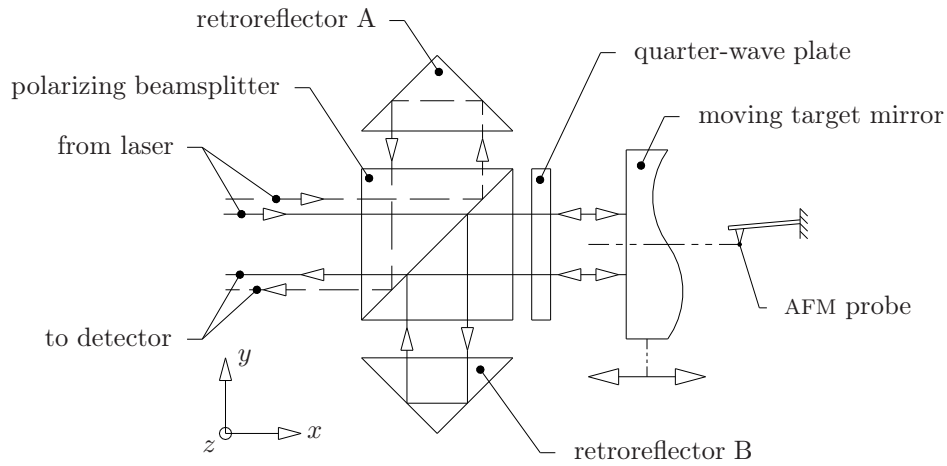 retroreflector A
quarter-wave plate
polarizing beamsplitter
moving target mirror
from laser
AFM probe
to detector
y
x
z
retroreflector B